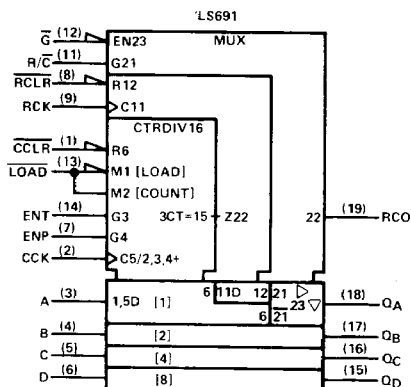 'LS691
MUX
G (12) EN23
R/C (11) G21
RCLR (8) R12
RCK (9) C11
CTRDIV16
CCLR (1) R6
LOAD (13) M1 [LOAD]
M2 [COUNT]
ENT (14) G3 3CT=15 Z22 22 (19) RCO
ENP (7) G4
CCK (2) C5/2,3,4+
A (3) 1,5D [1] 6 11D 12 21 23 (18) QA
6 21
B (4) [2] (17) QB
C (5) [4] (16) QC
D (6) [8] (15) QD